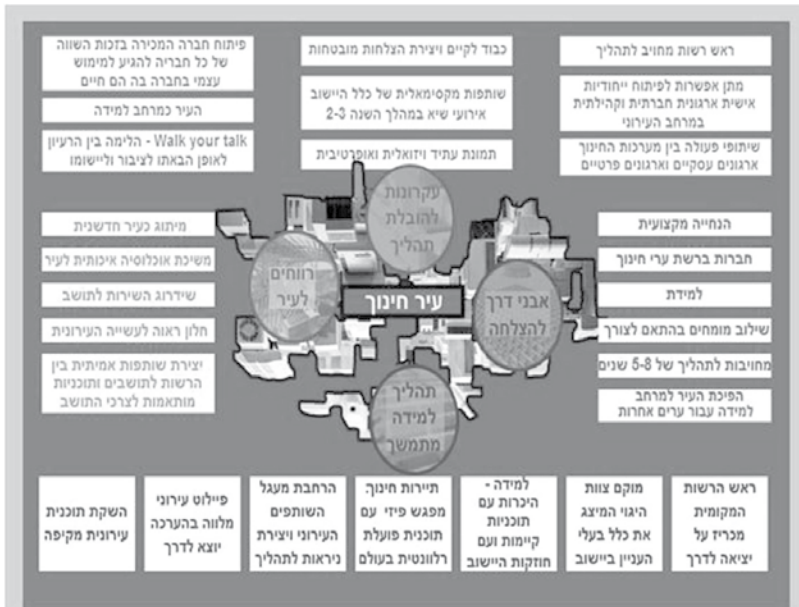 ראש רשות מחויב לתהליך
מתן אפשרות לפיתוח ייחודיות
אישית ארגונית חברתית וקהילתית
במרחב העירוני
שיתופי פעולה בין מערכות החינוך
ארגונים עסקיים וארגונים פרטיים
כבוד לקיים ויצירת הצלחות מובטחות
שותפות מקסימאלית של כלל היישוב
אירועי שיא במהלך השנה 2-3
תמונת עתיד ויזואלית ואופרטיבית
פיתוח חברה המכירה בזכות השווה
של כל חבריה להגיע למימוש
עצמי בחברה בה הם חיים
העיר כמרחב למידה
Walk your talk - הלימה בין הרעיון
לאופן הבאתו לציבור וליישומו
עקרונות
להובלת
תהליך
הנחייה מקצועית
חברות ברשת ערי חינוך
למידת
שילוב מומחים בהתאם לצורך
מחויבות לתהליך של 5-8 שנים
הפיכת העיר למרחב
למידה עבור ערים אחרות
אבני דרך
להצלחה
עיר חינוך
רווחים
לעיר
מיתוג כעיר חדשנית
משיכת אוכלוסיה איכותית לעיר
שידרוג השירות לתושב
חלון ראוה לעשייה העירונית
יצירת שותפות אמיתית בין
הרשות לתושבים ותוכניות
מותאמות לצרכי התושב
תהליך
למידה
מתמשך
ראש הרשות
המקומית
מכריז על
יציאה לדרך
מוקם צוות
היגוי המיצג
את כלל בעלי
העניין ביישוב
למידה -
היכרות עם
תוכניות
קיימות ועם
חוזקות היישוב
תיירות חינוך:
מפגש פיזי עם
תוכנית פועלת
רלוונטית בעולם
הרחבת מעגל
השותפים
העירוני ויצירת
ניראות לתהליך
פיילוט עירוני
מלווה בהערכה
יוצא לדרך
השקת תוכנית
עירונית מקיפה